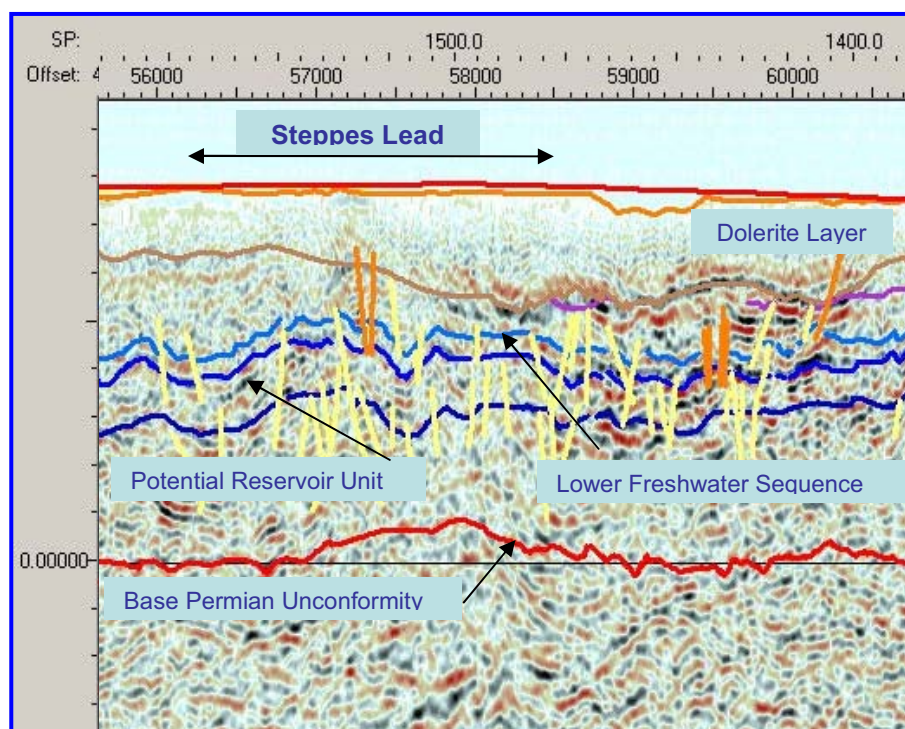 SP: 1500.0 1400.0
Offset: 4 56000 57000 58000 59000 60000
Steppes Lead
Dolerite Layer
Potential Reservoir Unit
Lower Freshwater Sequence
0.00000
Base Permian Unconformity